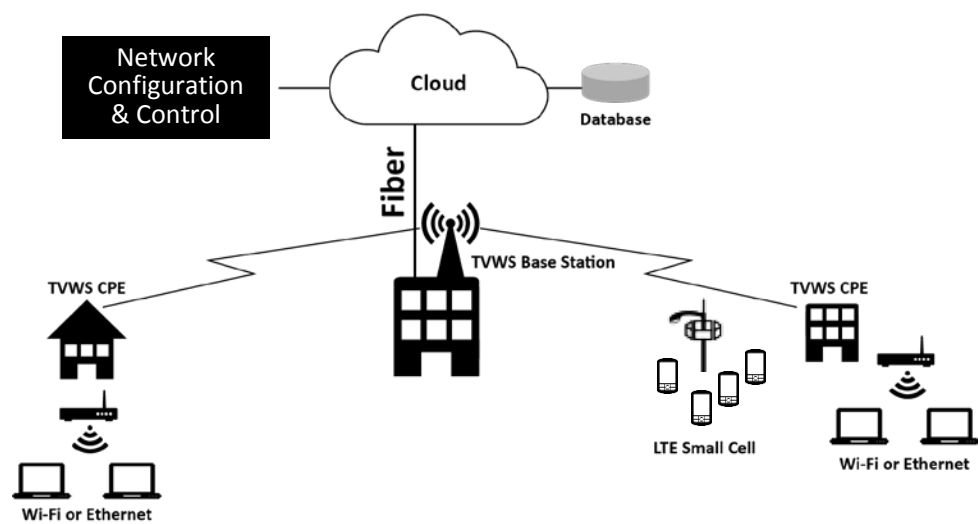 Network
Configuration
& Control
Cloud
Database
Fiber
TVWS Base Station
TVWS CPE
TVWS CPE
LTE Small Cell
Wi-Fi or Ethernet
Wi-Fi or Ethernet